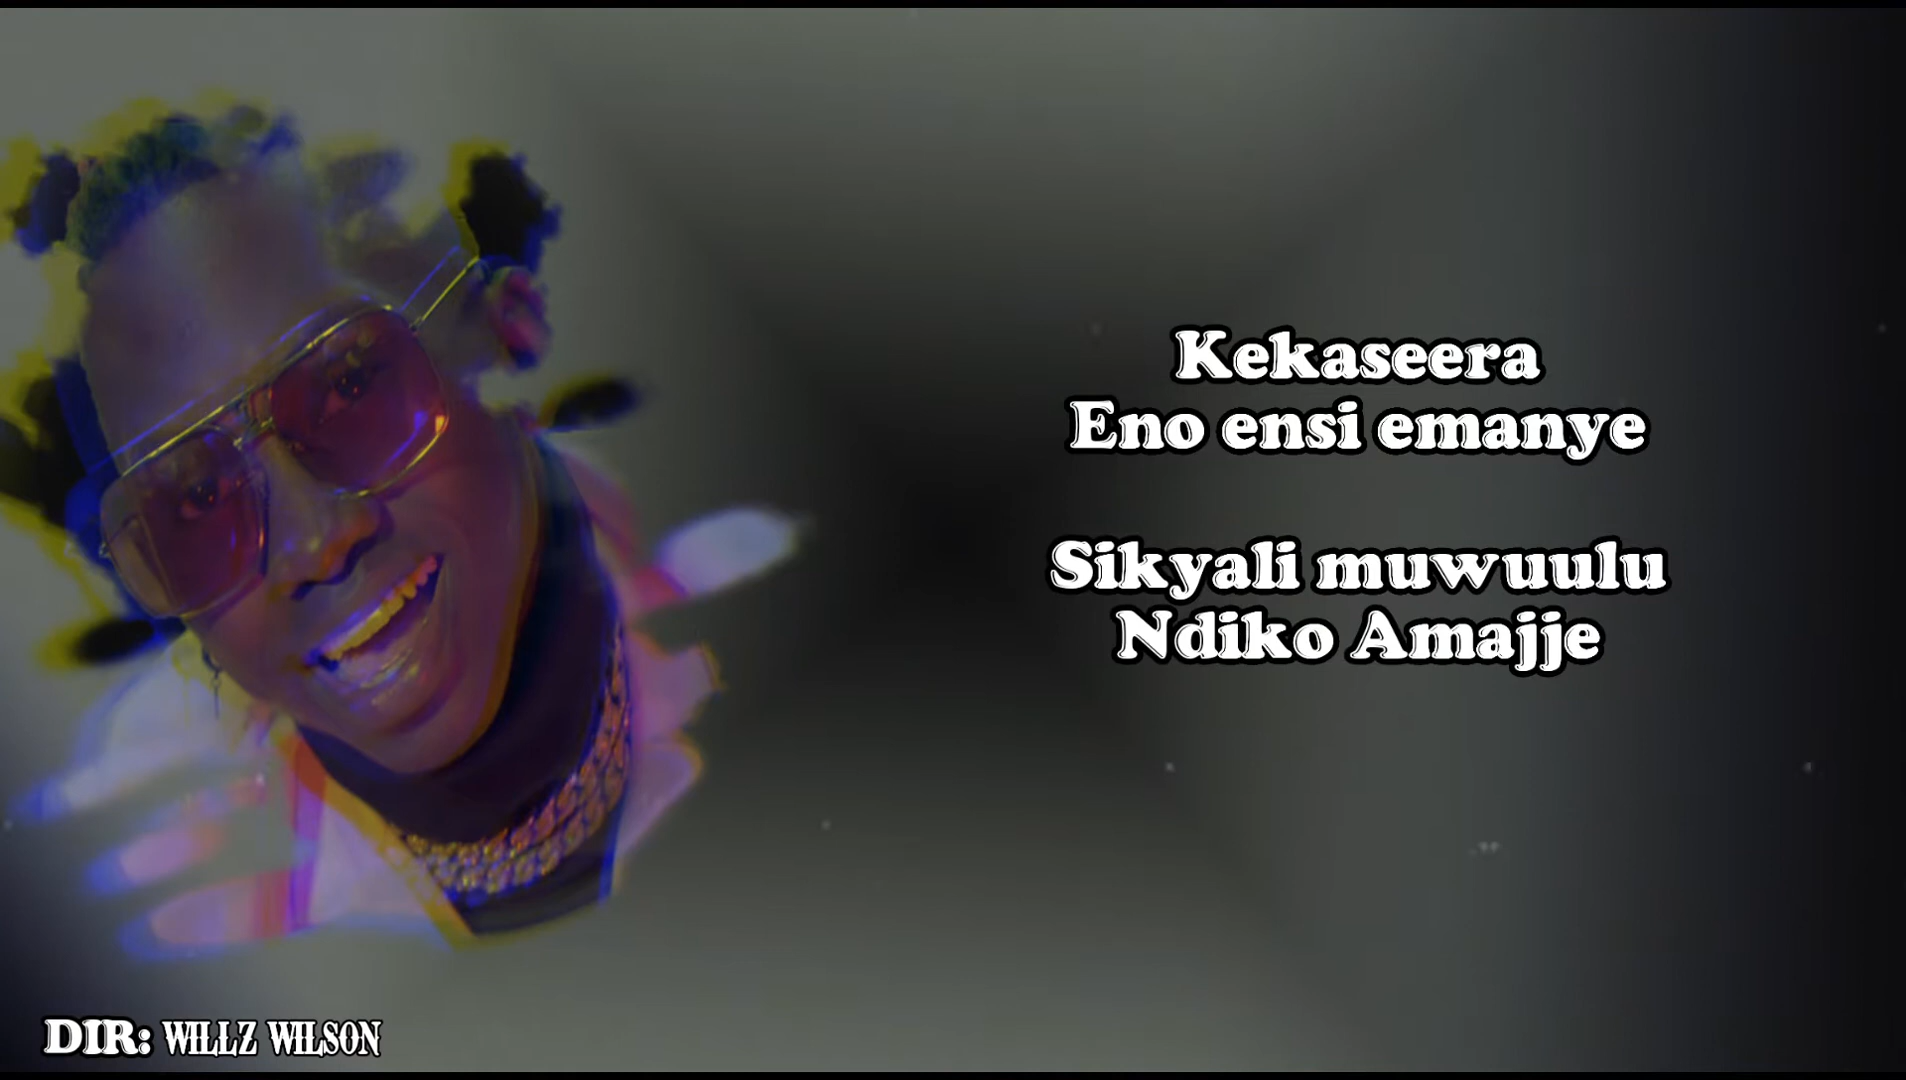 Kekaseera
Eno ensi emanye
Sikyali muwuulu
Ndiko Amajje
DIR: WILLZ WILSON